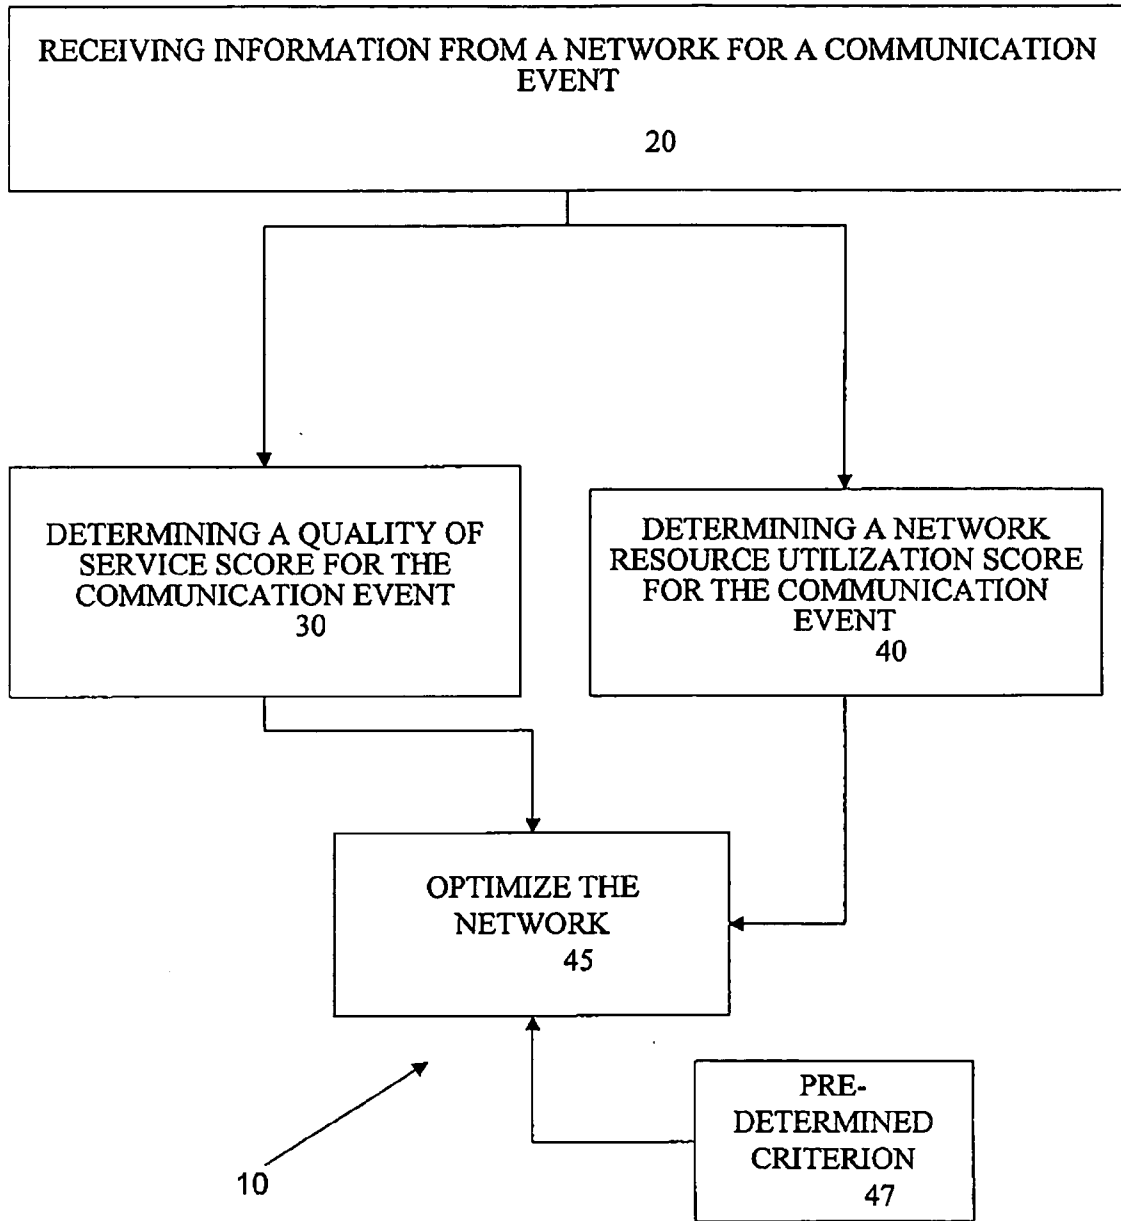 RECEIVING INFORMATION FROM A NETWORK FOR A COMMUNICATION
EVENT
20
DETERMINING A QUALITY OF
SERVICE SCORE FOR THE
COMMUNICATION EVENT
30
DETERMINING A NETWORK
RESOURCE UTILIZATION SCORE
FOR THE COMMUNICATION
EVENT
40
OPTIMIZE THE
NETWORK
45
PRE-
DETERMINED
CRITERION
47
10